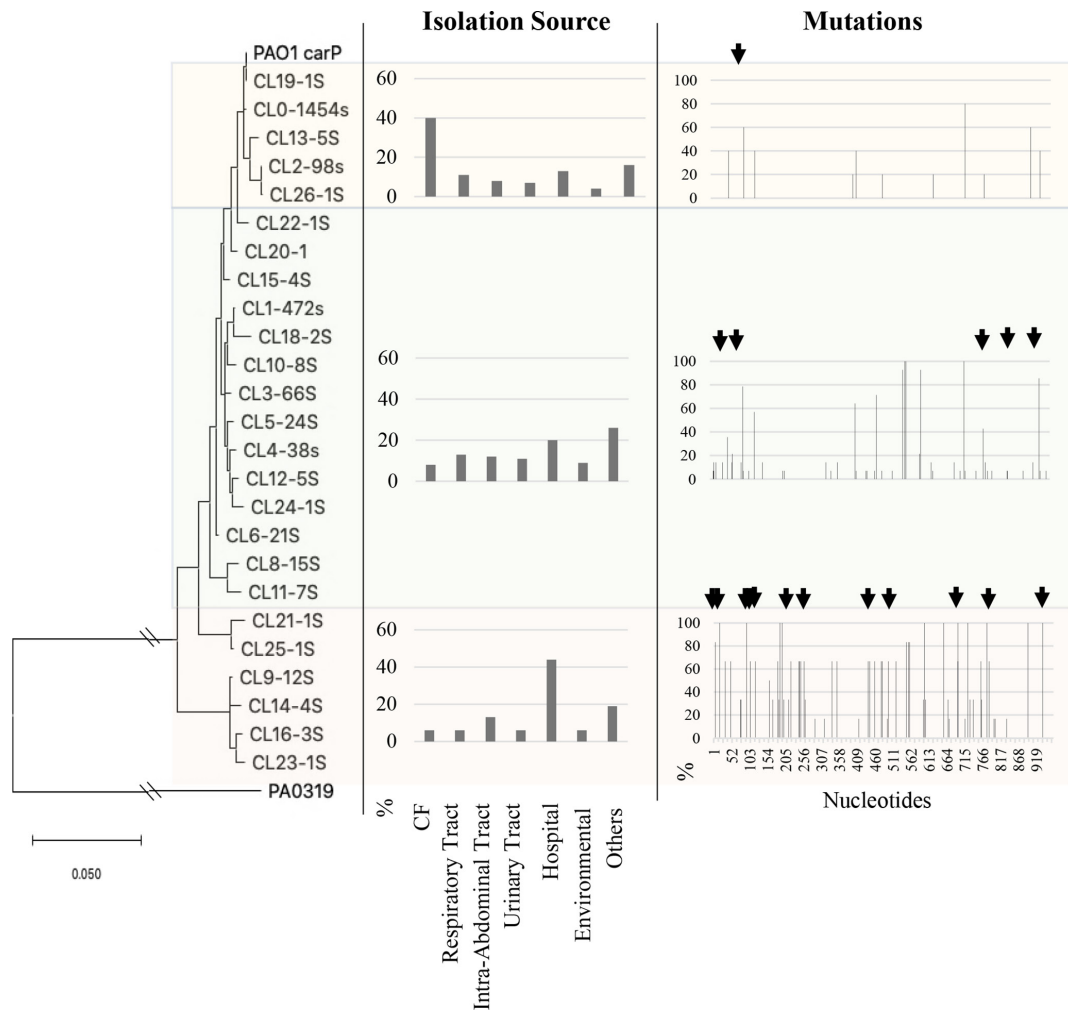 Isolation Source
Mutations
PAO1 carP
CL19-1S
CL0-1454s
CL13-5S
CL2-98s
CL26-1S
CL22-1S
CL20-1
CL15-4S
CL1-472s
CL18-2S
CL10-8S
CL3-66S
CL5-24S
CL4-38s
CL12-5S
CL24-1S
CL6-21S
CL8-15S
CL11-7S
CL21-1S
CL25-1S
CL9-12S
CL14-4S
CL16-3S
CL23-1S
PA0319
0.050
60
40
20
0
60
40
20
0
60
40
20
0
%
CF
Respiratory Tract
Intra-Abdominal Tract
Urinary Tract
Hospital
Environmental
Others
100
80
60
40
20
0
100
80
60
40
20
0
100
80
60
40
20
0
%
1
52
103
154
205
256
307
358
409
460
511
562
613
664
715
766
817
868
919
Nucleotides